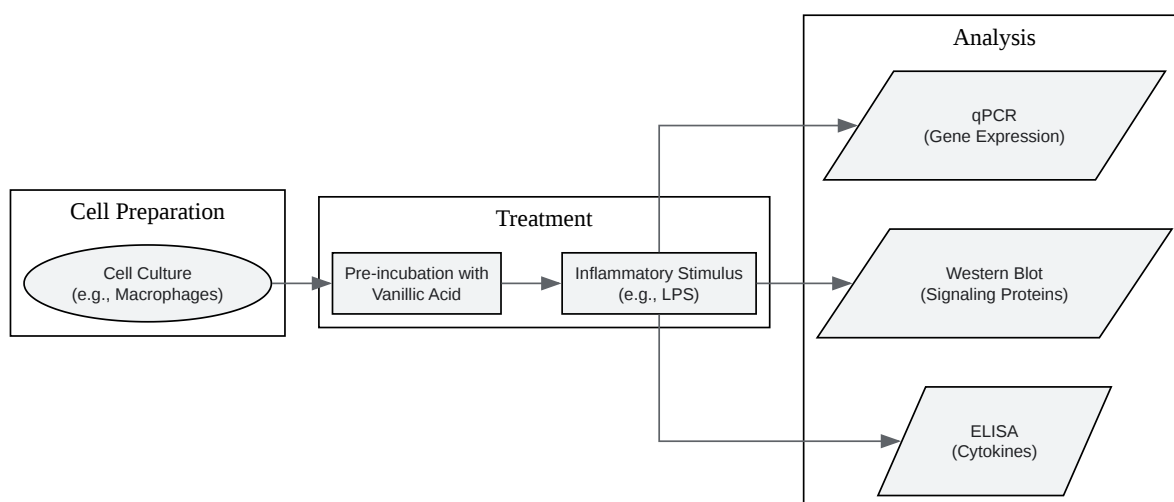 Cell Preparation
Cell Culture
(e.g., Macrophages)
Treatment
Pre-incubation with
Vanillic Acid
Inflammatory Stimulus
(e.g., LPS)
Analysis
qPCR
(Gene Expression)
Western Blot
(Signaling Proteins)
ELISA
(Cytokines)